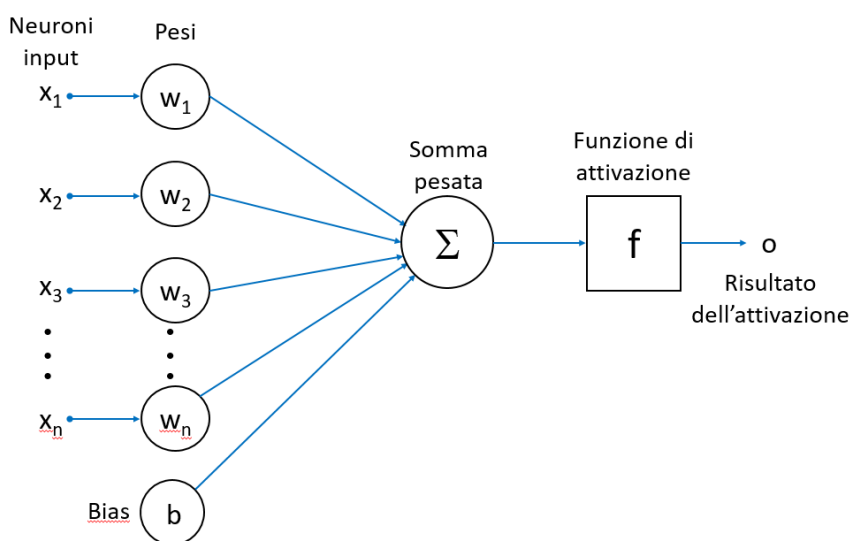 Neuroni
input
Pesi
x1
w1
x2
w2
x3
w3
xn
wn
Bias
b
Somma
pesata
Σ
Funzione di
attivazione
f
o
Risultato
dell’attivazione